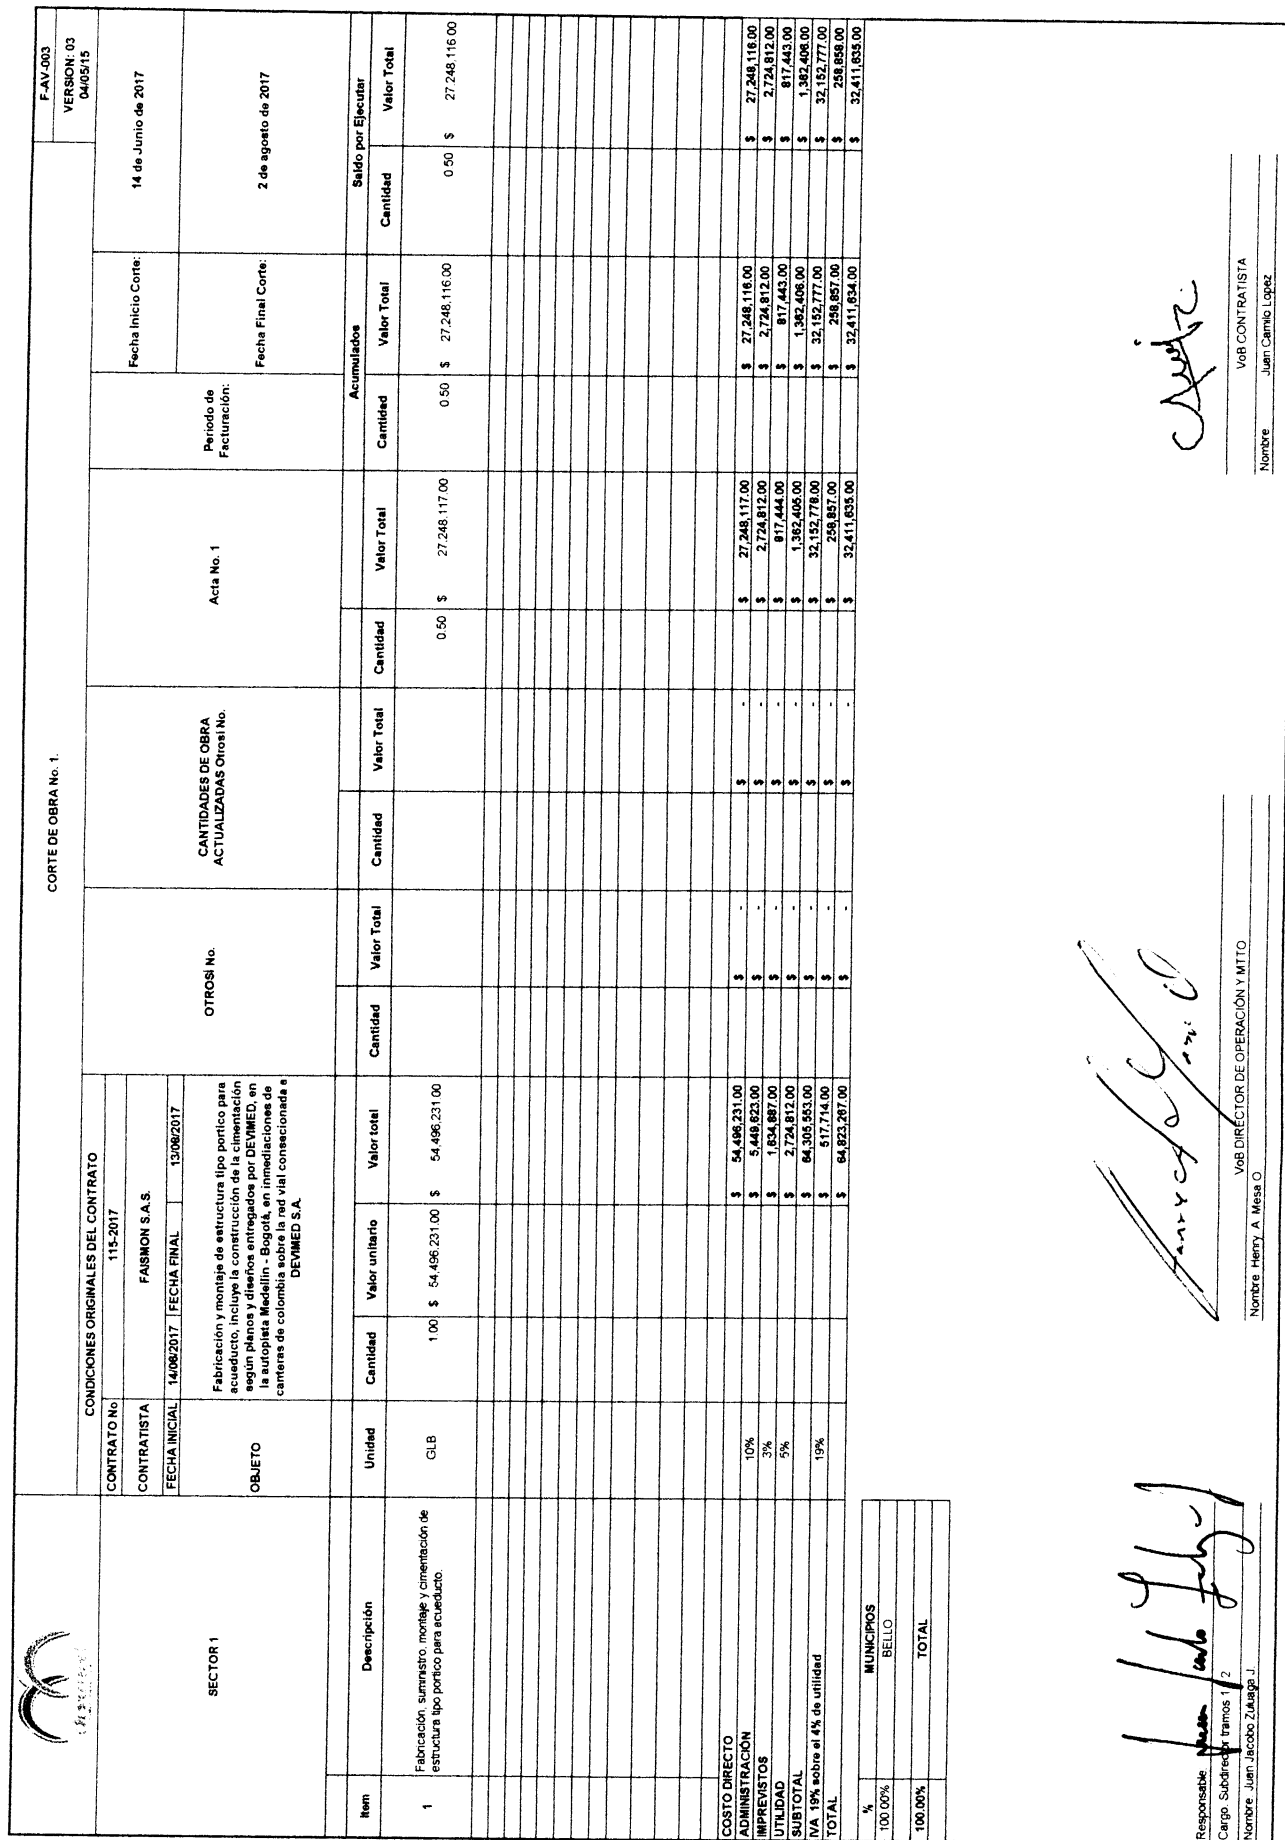 CORTE DE OBRA No. 1.
F-AV-003
VERSION: 03
04/05/15
SECTOR 1
CONDICIONES ORIGINALES DEL CONTRATO
CONTRATO No 115-2017
CONTRATISTA FAISMON S.A.S.
FECHA INICIAL 14/06/2017 FECHA FINAL 13/08/2017
OBJETO
Fabricación y montaje de estructura tipo portico para
acueducto, incluye la construcción de la cimentación
según planos y diseños entregados por DEVIMED, en
la autopista Medellin - Bogotá, en inmediaciones de
canteras de colombia sobre la red vial consecionada a
DEVIMED S.A.
OTROSÍ No.
CANTIDADES DE OBRA
ACTUALIZADAS Otrosí No.
Acta No. 1
Periodo de
Facturación:
Fecha Inicio Corte: 14 de Junio de 2017
Fecha Final Corte: 2 de agosto de 2017
Acumulados Saldo por Ejecutar
Item Descripción Unidad Cantidad Valor unitario Valor total Cantidad Valor Total Cantidad Valor Total Cantidad Valor Total Cantidad Valor Total Cantidad Valor Total
1 Fabricación, suministro, montaje y cimentación de
estructura tipo portico para acueducto.
GLB 1.00 $ 54,496,231.00 $ 54,496,231.00 0.50 $ 27,248,117.00 0.50 $ 27,248,116.00 0.50 $ 27,248,116.00
COSTO DIRECTO $ 54,496,231.00 $ - $ - $ 27,248,117.00 $ 27,248,116.00 $ 27,248,116.00
ADMINISTRACIÓN 10% $ 5,449,623.00 $ - $ - $ 2,724,812.00 $ 2,724,812.00 $ 2,724,812.00
IMPREVISTOS 3% $ 1,634,887.00 $ - $ - $ 817,444.00 $ 817,443.00 $ 817,443.00
UTILIDAD 5% $ 2,724,812.00 $ - $ - $ 1,362,405.00 $ 1,362,406.00 $ 1,362,406.00
SUBTOTAL $ 64,305,553.00 $ - $ - $ 32,152,778.00 $ 32,152,777.00 $ 32,152,777.00
IVA 19% sobre el 4% de utilidad 19% $ 517,714.00 $ - $ - $ 258,857.00 $ 258,857.00 $ 258,858.00
TOTAL $ 64,823,267.00 $ - $ - $ 32,411,635.00 $ 32,411,634.00 $ 32,411,635.00
% MUNICIPIOS
100.00% BELLO
100.00% TOTAL
Responsable
Cargo. Subdirector tramos 1 2
Nombre Juan Jacobo Zuluaga J.
VoB DIRECTOR DE OPERACIÓN Y MTTO
Nombre Henry A Mesa O
VoB CONTRATISTA
Nombre Juan Camilo Lopez